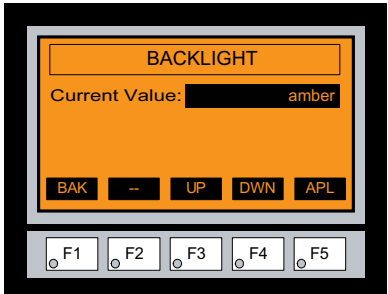 BACKLIGHT
Current Value: amber
BAK -- UP DWN APL
F1 F2 F3 F4 F5